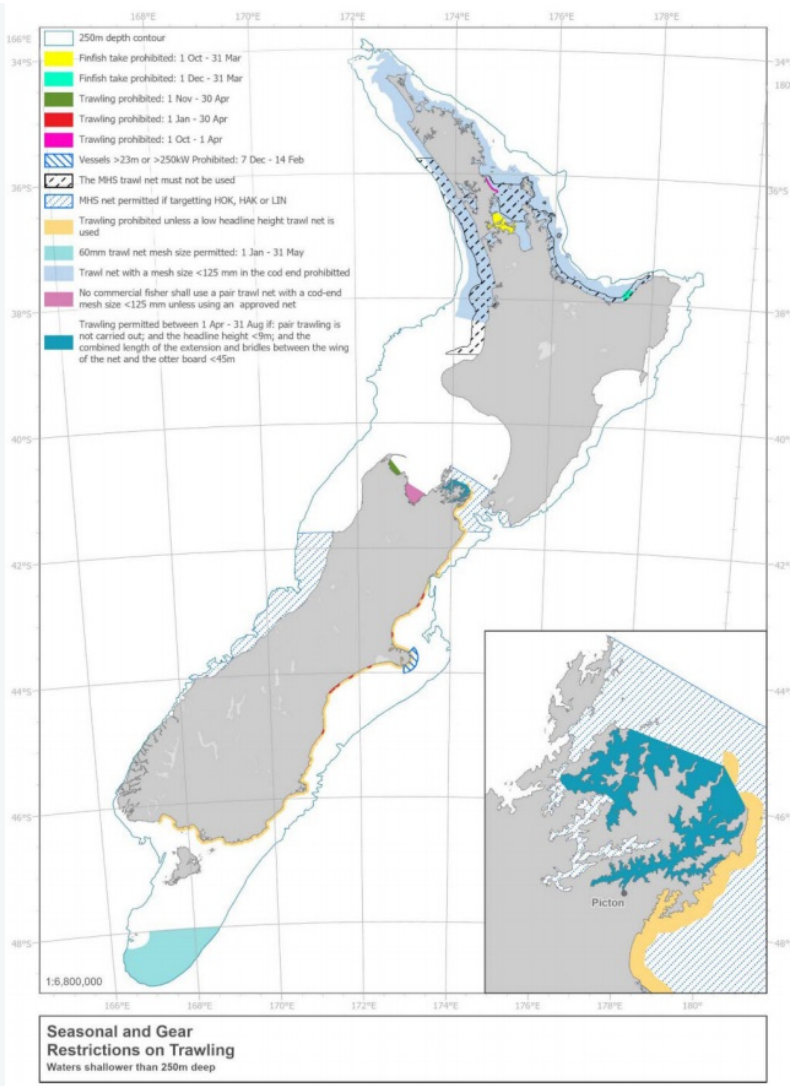 168°E 170°E 172°E 174°E 176°E 178°E
166°E
34°S
34°S
180
36°S
36°S
38°S
38°S
40°S
40°S
42°S
42°S
44°S
44°S
46°S
46°S
48°S
48°S
250m depth contour
Finfish take prohibited: 1 Oct - 31 Mar
Finfish take prohibited: 1 Dec - 31 Mar
Trawling prohibited: 1 Nov - 30 Apr
Trawling prohibited: 1 Jan - 30 Apr
Trawling prohibited: 1 Oct - 1 Apr
Vessels >23m or >250kW Prohibited: 7 Dec - 14 Feb
The MHS trawl net must not be used
MHS net permitted if targetting HOK, HAK or LIN
Trawling prohibited unless a low headline height trawl net is
used
60mm trawl net mesh size permitted: 1 Jan - 31 May
Trawl net with a mesh size <125 mm in the cod end prohibitted
No commercial fisher shall use a pair trawl net with a cod-end
mesh size <125 mm unless using an approved net
Trawling permitted between 1 Apr - 31 Aug if: pair trawling is
not carried out; and the headline height <9m; and the
combined length of the extension and bridles between the wing
of the net and the otter board <45m
Picton
1:6,800,000
166°E 168°E 170°E 172°E 174°E 176°E 178°E 180°
Seasonal and Gear
Restrictions on Trawling
Waters shallower than 250m deep